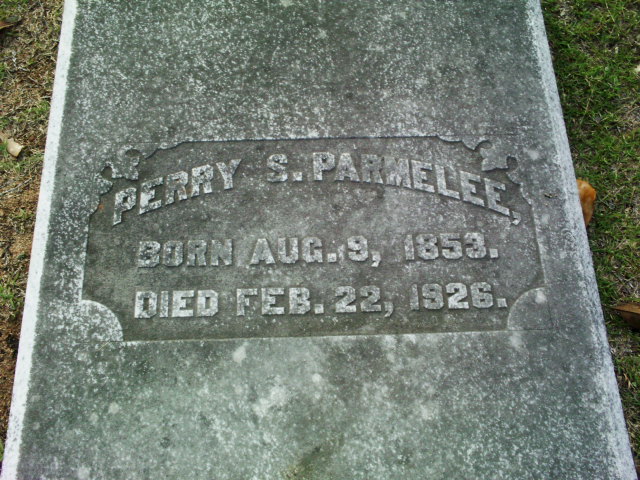 PERRY S. PARMELEE,
BORN AUG. 9, 1853.
DIED FEB. 22, 1926.